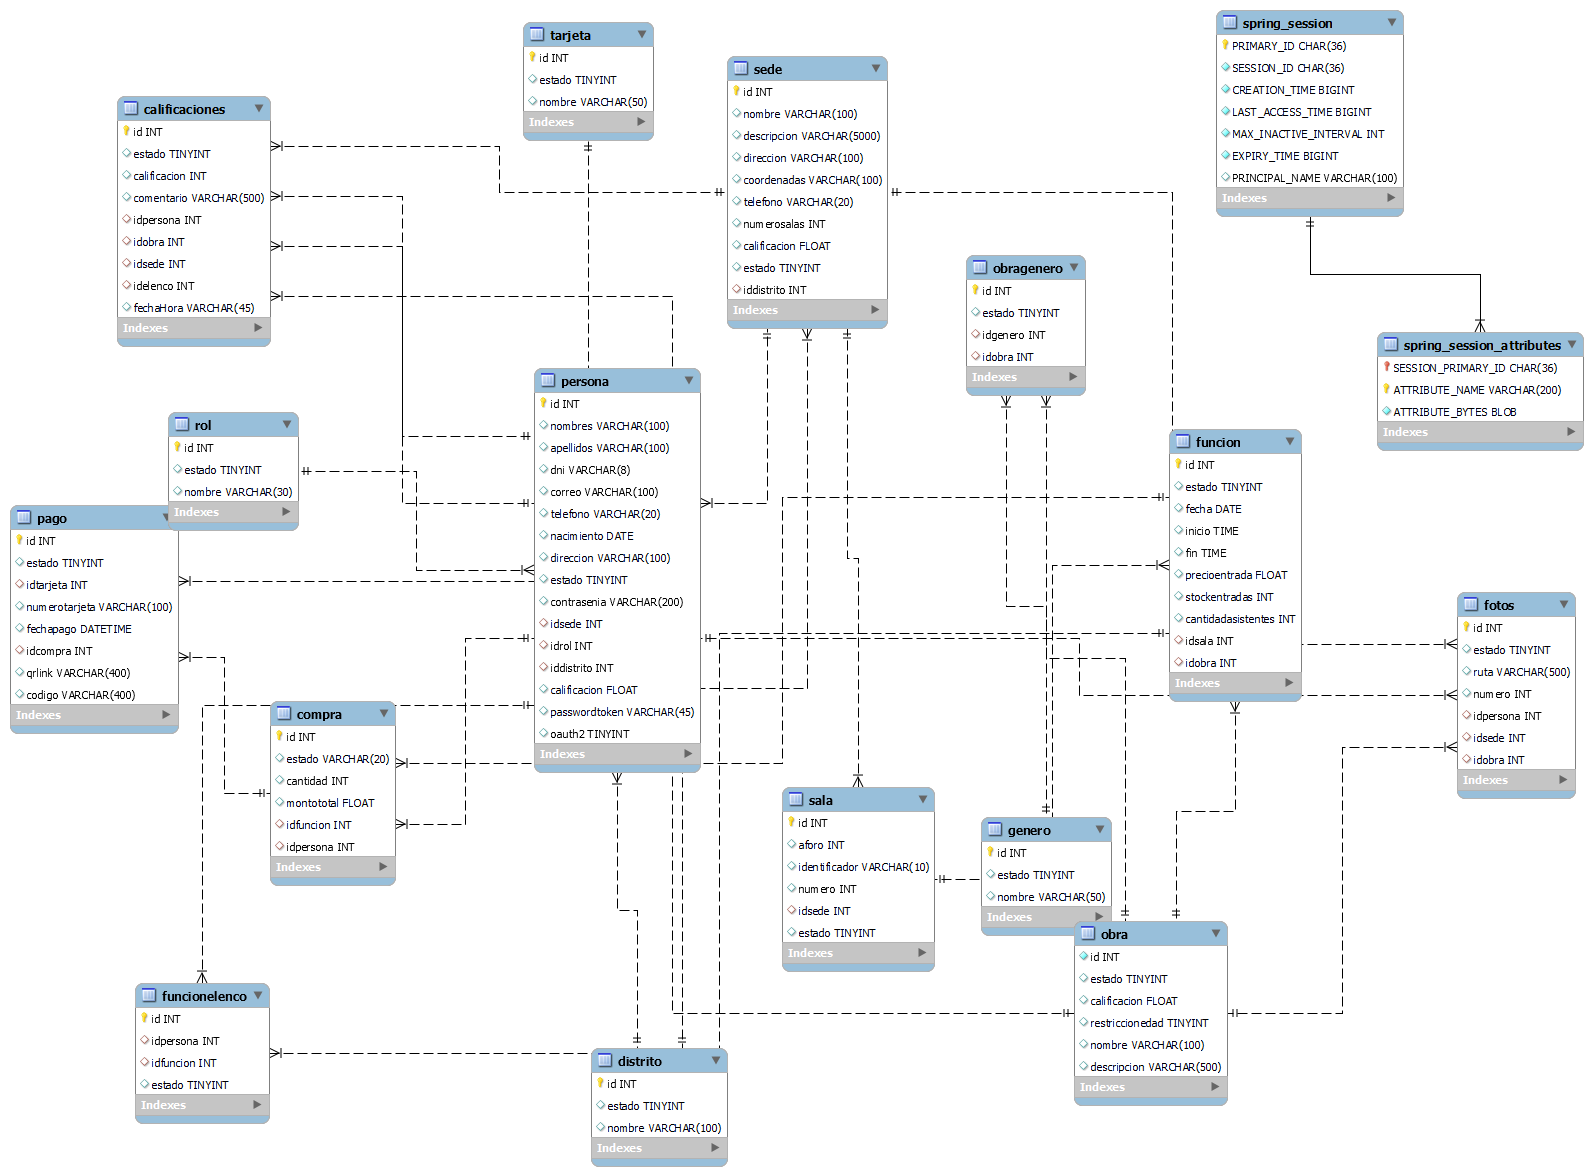 tarjeta
id INT
estado TINYINT
nombre VARCHAR(50)
Indexes
spring_session
PRIMARY_ID CHAR(36)
SESSION_ID CHAR(36)
CREATION_TIME BIGINT
LAST_ACCESS_TIME BIGINT
MAX_INACTIVE_INTERVAL INT
EXPIRY_TIME BIGINT
PRINCIPAL_NAME VARCHAR(100)
Indexes
sede
id INT
nombre VARCHAR(100)
descripcion VARCHAR(5000)
direccion VARCHAR(100)
coordenadas VARCHAR(100)
telefono VARCHAR(20)
numerosalas INT
calificacion FLOAT
estado TINYINT
iddistrito INT
Indexes
calificaciones
id INT
estado TINYINT
calificacion INT
comentario VARCHAR(500)
idpersona INT
idobra INT
idsede INT
idelenco INT
fechaHora VARCHAR(45)
Indexes
obragenero
id INT
estado TINYINT
idgenero INT
idobra INT
Indexes
spring_session_attributes
SESSION_PRIMARY_ID CHAR(36)
ATTRIBUTE_NAME VARCHAR(200)
ATTRIBUTE_BYTES BLOB
Indexes
persona
id INT
nombres VARCHAR(100)
apellidos VARCHAR(100)
dni VARCHAR(8)
correo VARCHAR(100)
telefono VARCHAR(20)
nacimiento DATE
direccion VARCHAR(100)
estado TINYINT
contrasenia VARCHAR(200)
idsede INT
idrol INT
iddistrito INT
calificacion FLOAT
passwordtoken VARCHAR(45)
oauth2 TINYINT
Indexes
rol
id INT
estado TINYINT
nombre VARCHAR(30)
Indexes
funcion
id INT
estado TINYINT
fecha DATE
inicio TIME
fin TIME
precioentrada FLOAT
stockentradas INT
cantidadasistentes INT
idsala INT
idobra INT
Indexes
pago
id INT
estado TINYINT
idtarjeta INT
numerotarjeta VARCHAR(100)
fechapago DATETIME
idcompra INT
qrlink VARCHAR(400)
codigo VARCHAR(400)
Indexes
fotos
id INT
estado TINYINT
ruta VARCHAR(500)
numero INT
idpersona INT
idsede INT
idobra INT
Indexes
compra
id INT
estado VARCHAR(20)
cantidad INT
montototal FLOAT
idfuncion INT
idpersona INT
Indexes
sala
id INT
aforo INT
identificador VARCHAR(10)
numero INT
idsede INT
estado TINYINT
Indexes
genero
id INT
estado TINYINT
nombre VARCHAR(50)
Indexes
obra
id INT
estado TINYINT
calificacion FLOAT
restriccionedad TINYINT
nombre VARCHAR(100)
descripcion VARCHAR(500)
Indexes
funcionelenco
id INT
idpersona INT
idfuncion INT
estado TINYINT
Indexes
distrito
id INT
estado TINYINT
nombre VARCHAR(100)
Indexes